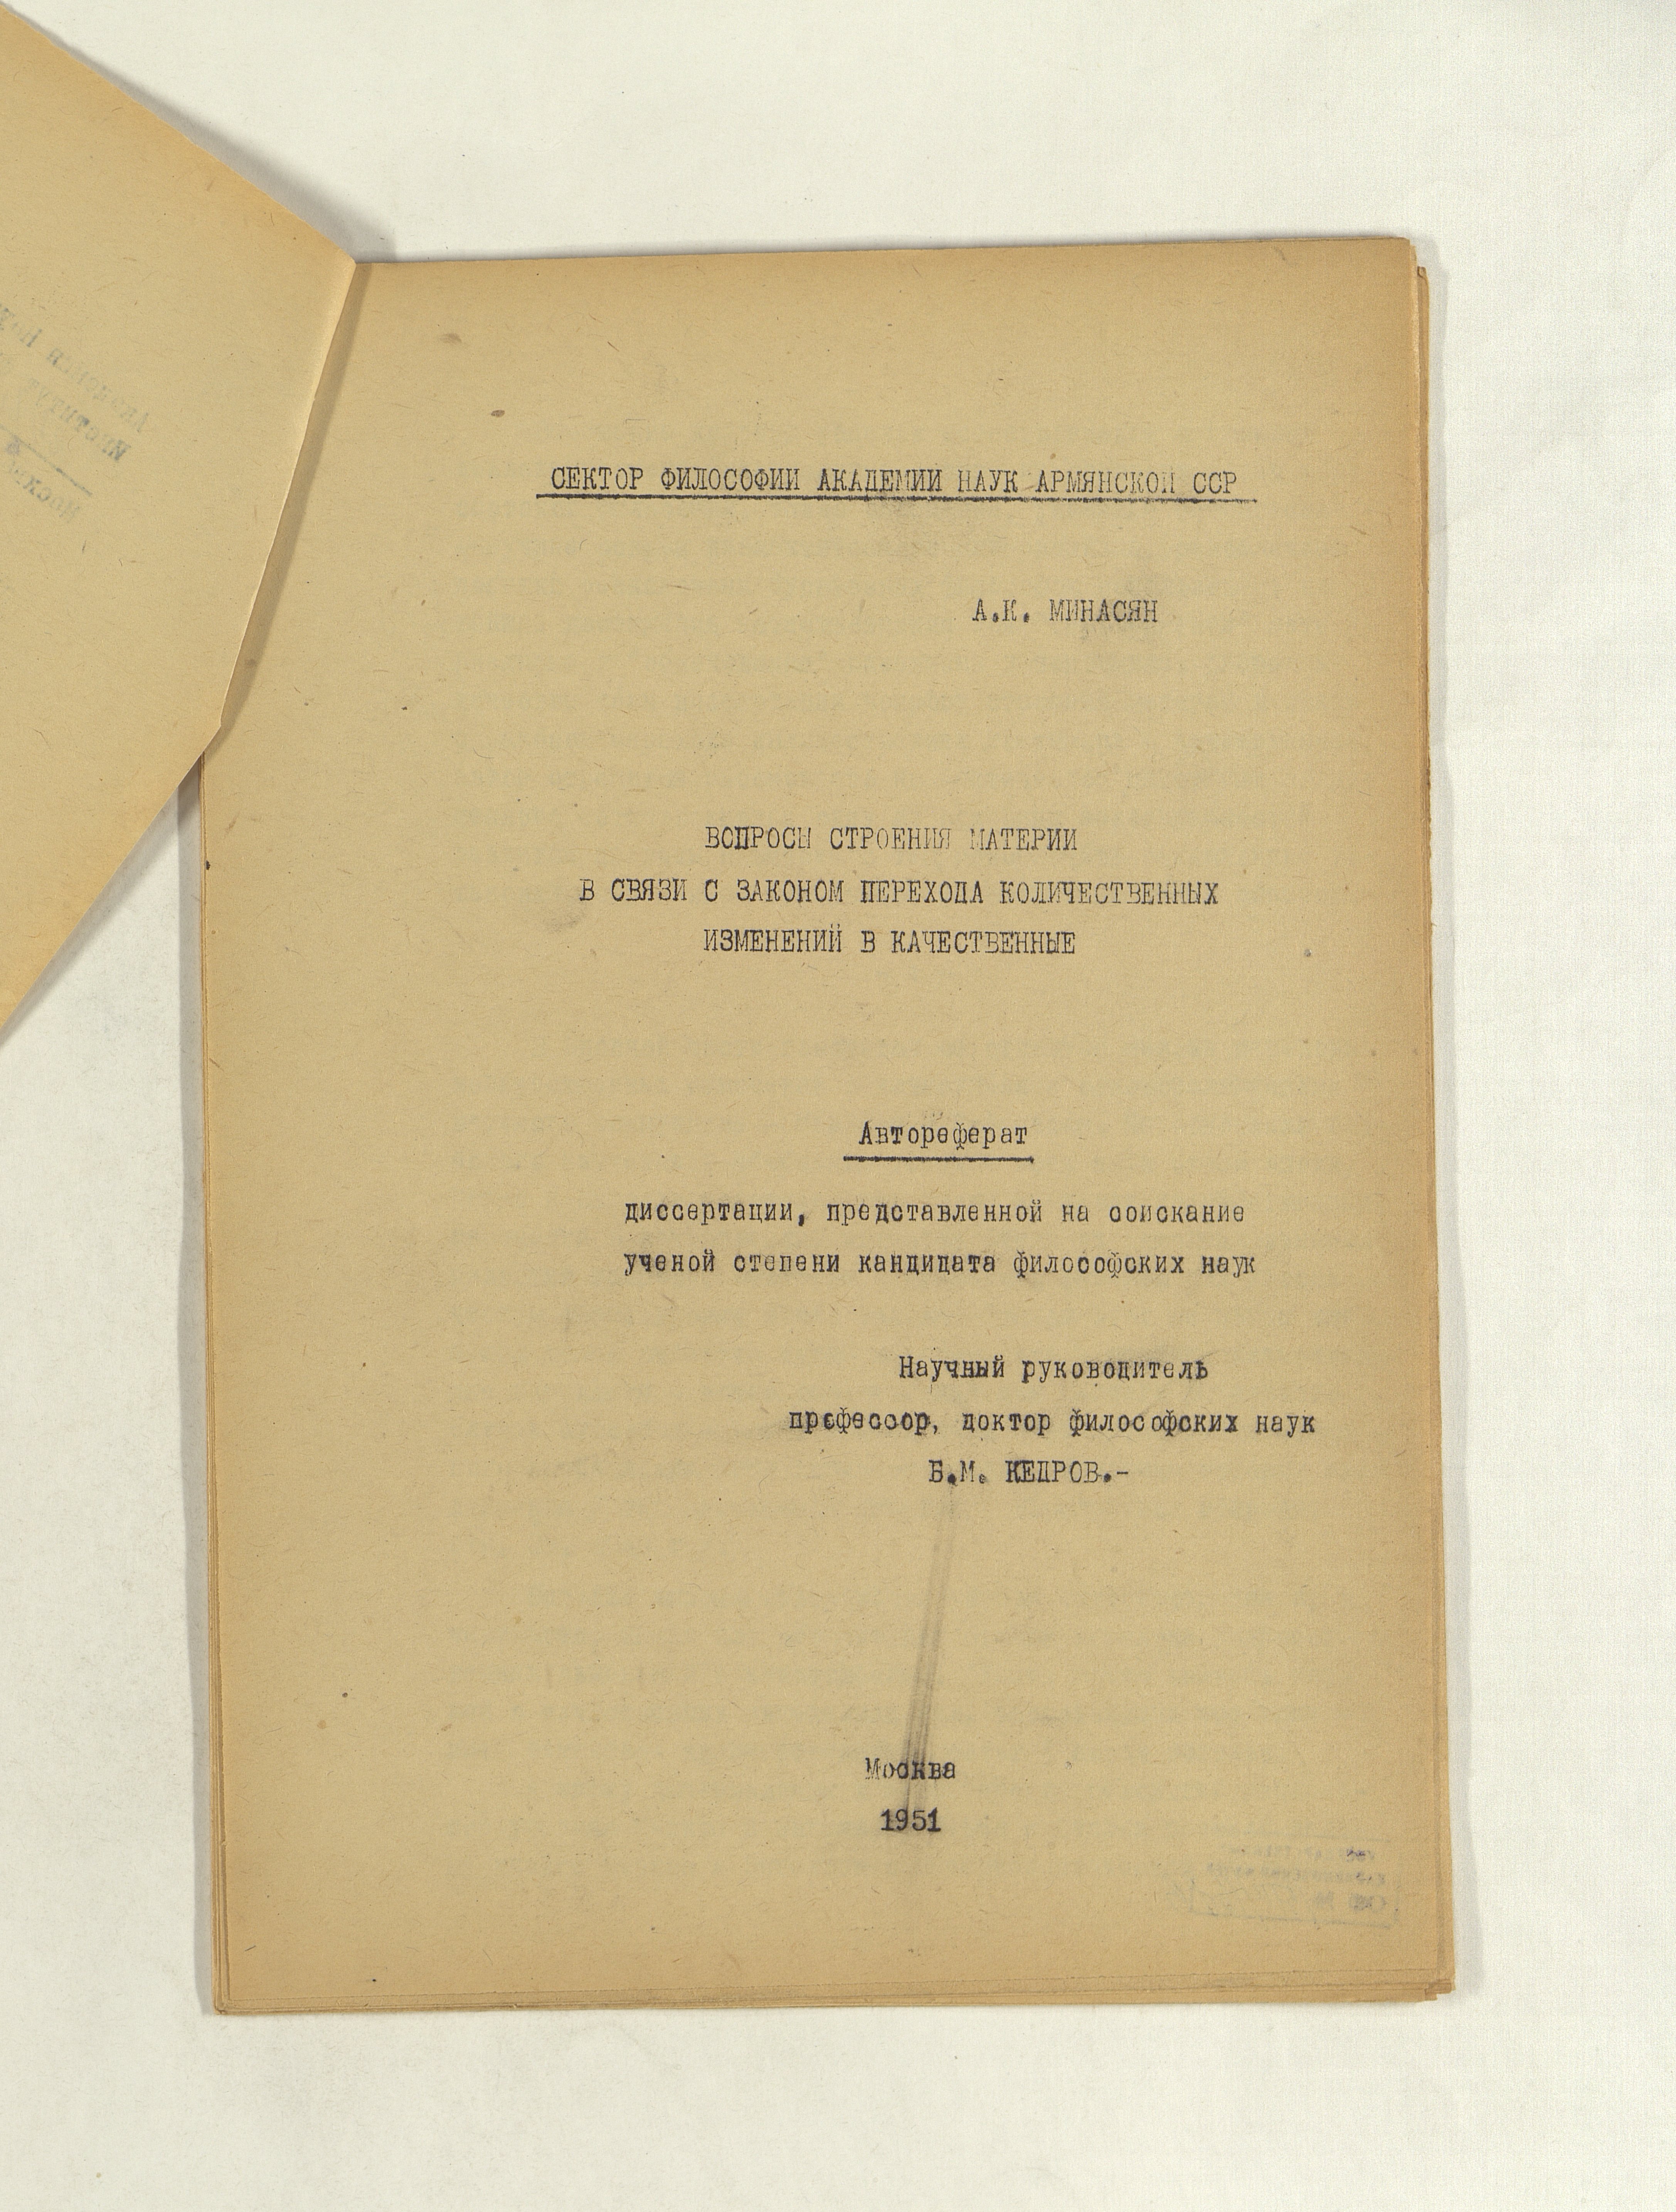 СЕКТОР ФИЛОСОФИИ АКАДЕМИИ НАУК АРМЯНСКОЙ ССР
А.К. МИНАСЯН
ВОПРОСЫ СТРОЕНИЯ МАТЕРИИ
В СВЯЗИ С ЗАКОНОМ ПЕРЕХОДА КОЛИЧЕСТВЕННЫХ
ИЗМЕНЕНИЙ В КАЧЕСТВЕННЫЕ
Автореферат
диссертации, представленной на соискание
ученой степени кандидата философских наук
Научный руководитель
профессор, доктор философских наук
Б.М. КЕДРОВ.-
Москва
1951